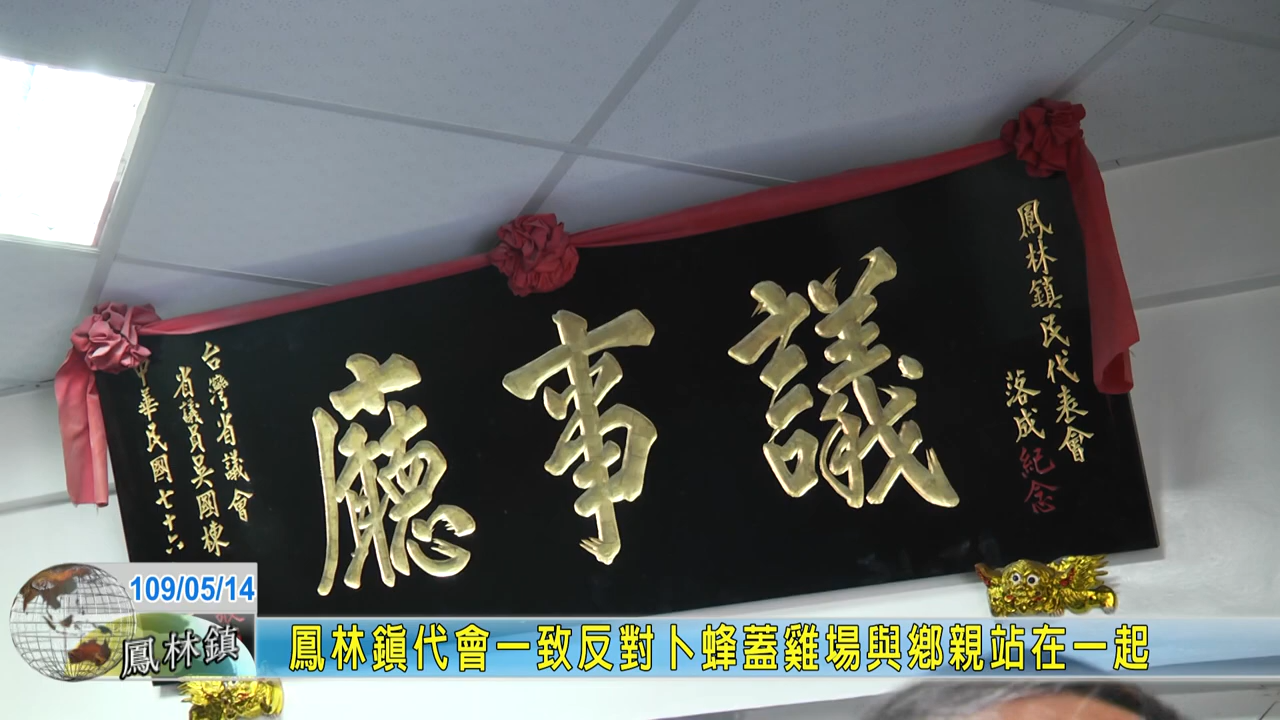 鳳林鎮民代表會
落成紀念
議事廳
台灣省議會
省議員吳國棟
中華民國七十六
109/05/14
鳳林鎮
鳳林鎮代會一致反對卜蜂蓋雞場與鄉親站在一起